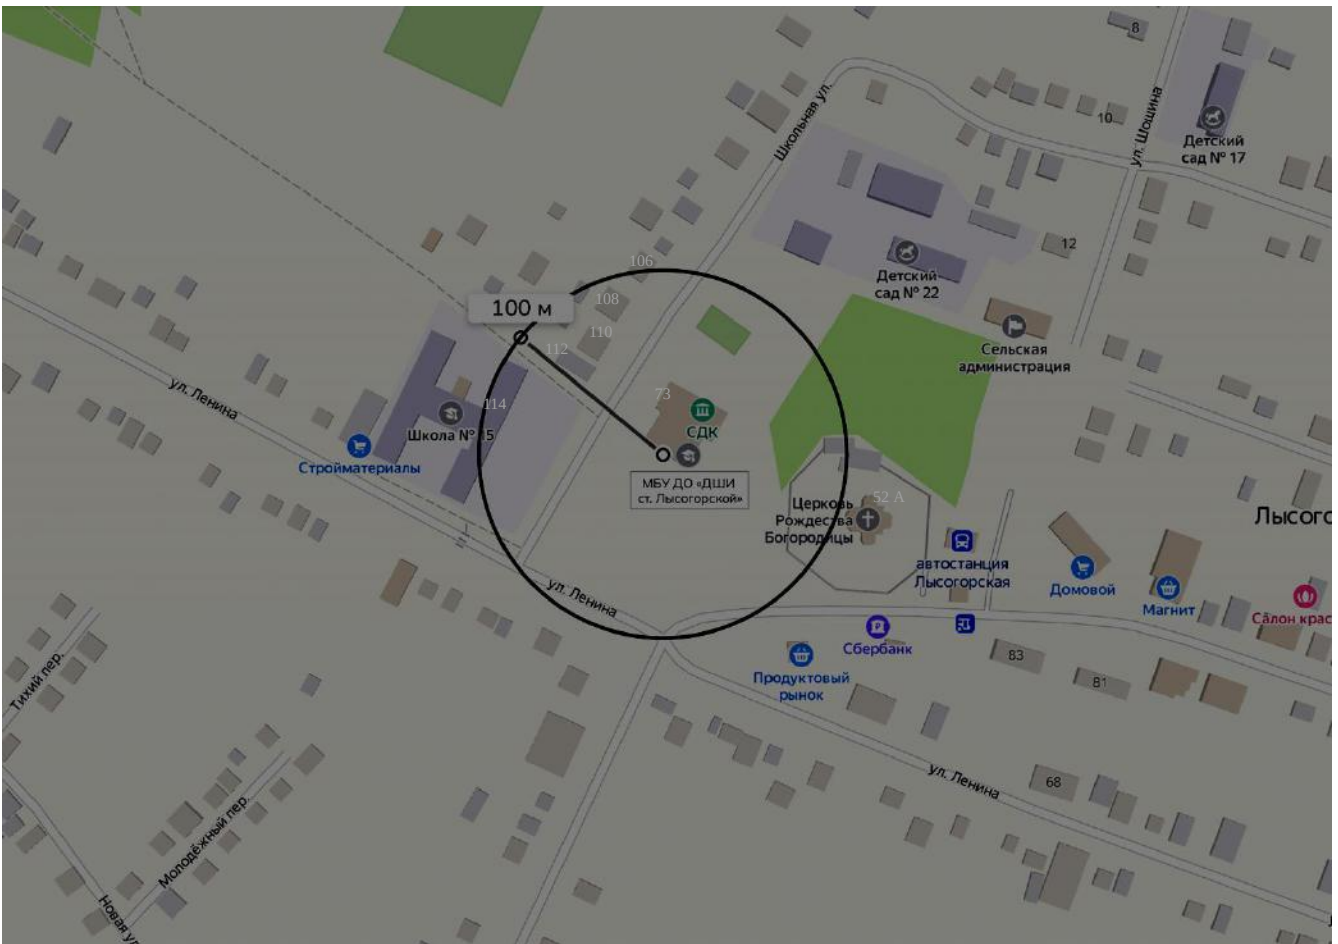 8
Школьная ул.
10
ул. Шошина
Детский
сад № 17
12
106
Детский
сад № 22
108
100 м
110
112
Сельская
администрация
ул. Ленина
73
114
СДК
Школа №
Стройматериалы
МБУ ДО «ДШИ
ст. Лысогорской»
52 А
Церковь
Рождества
Богородицы
Лысого
автостанция
Лысогорская
Домовой
ул. Ленина
Магнит
Салон крас
Сбербанк
83
Продуктовый
рынок
81
Тихий пер.
ул. Ленина
68
Молодёжный пер.
Новая ул